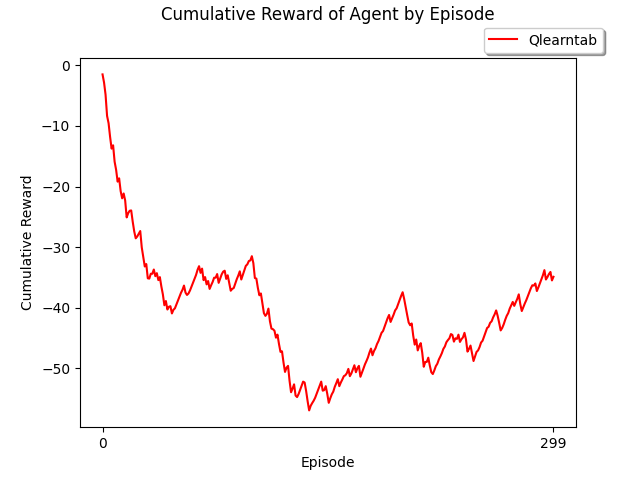 Cumulative Reward of Agent by Episode
Qlearntab
0
−10
−20
−30
−40
−50
Cumulative Reward
0 299
Episode